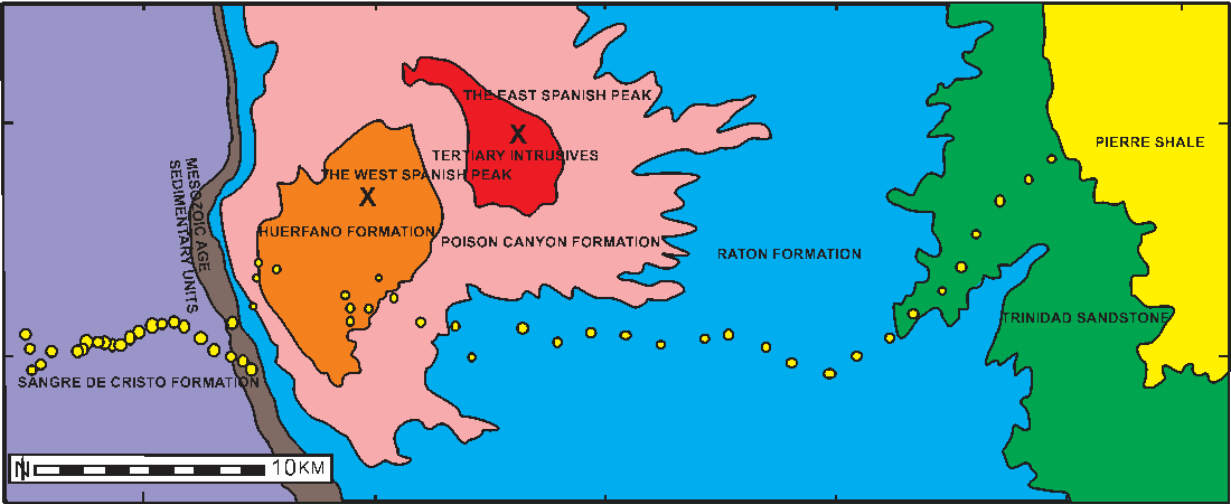 THE EAST SPANISH PEAK
X
PIERRE SHALE
TERTIARY INTRUSIVES
THE WEST SPANISH PEAK
X
MESOZOIC AGE
SEDIMENTARY UNITS
HUERFANO FORMATION
POISON CANYON FORMATION
RATON FORMATION
TRINIDAD SANDSTONE
SANGRE DE CRISTO FORMATION
N
10KM